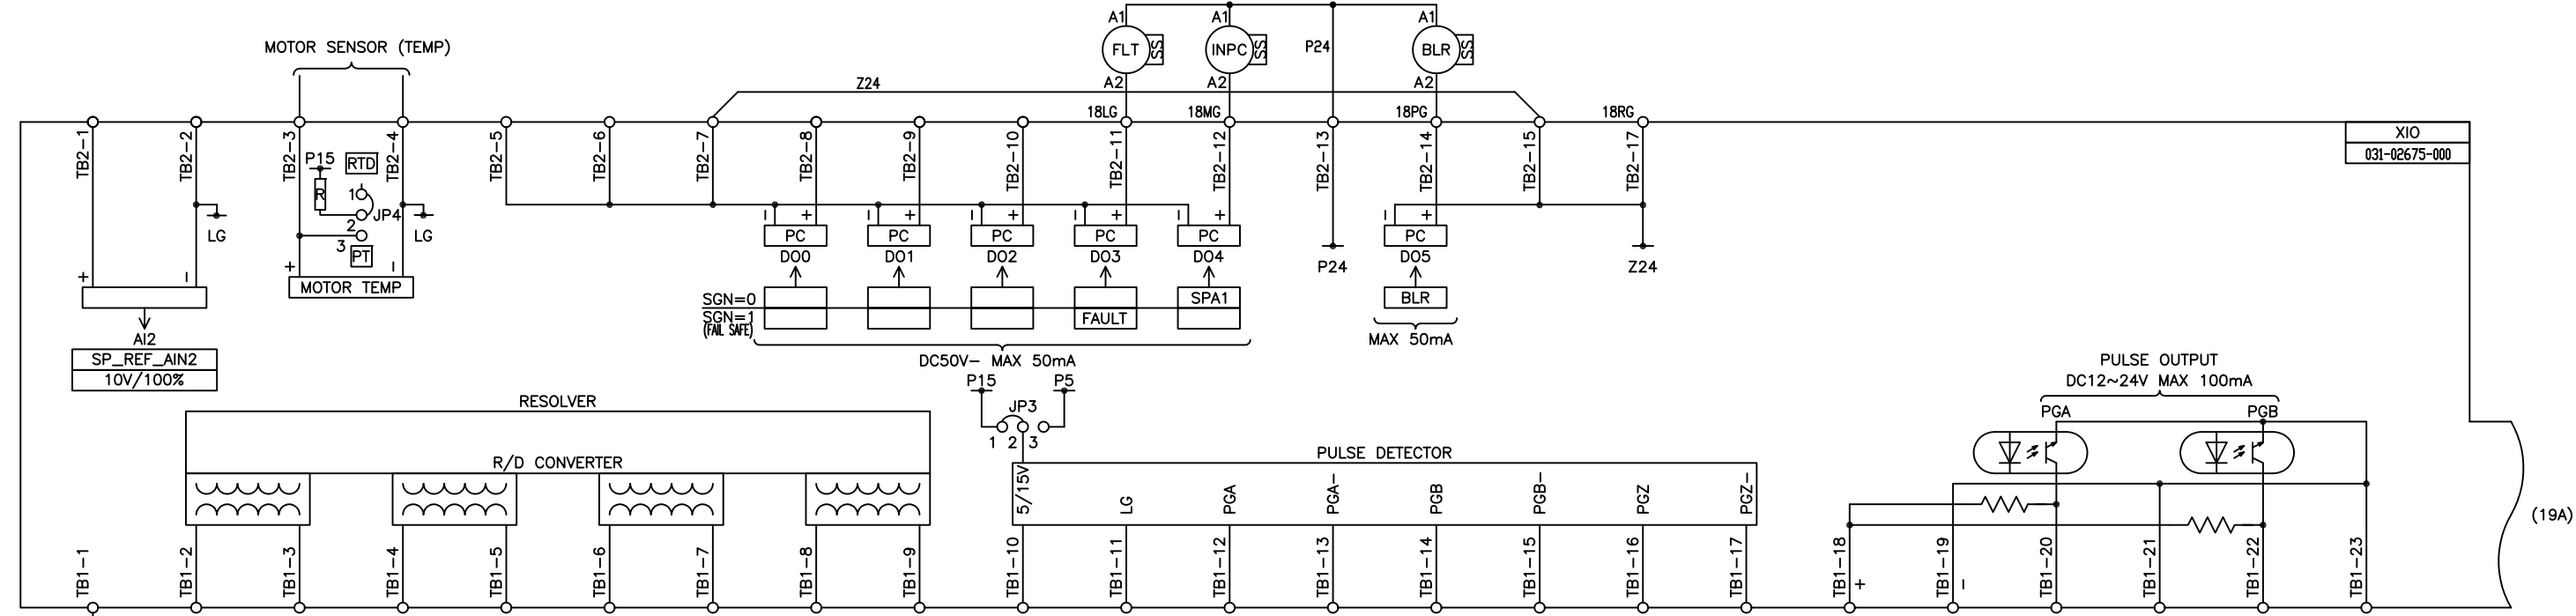 A1 A1 A1
MOTOR SENSOR (TEMP) FLT SS INPC SS P24 BLR SS
Z24 A2 A2 A2
18LG 18MG 18PG 18RG
TB2-1 TB2-2 TB2-3 TB2-4 TB2-5 TB2-6 TB2-7 TB2-8 TB2-9 TB2-10 TB2-11 TB2-12 TB2-13 TB2-14 TB2-15 TB2-17
XIO
031-02675-000
P15 RTD
R 1 JP4
2
LG 3 LG
PT
+ − + −
MOTOR TEMP
− + − + − + − + − + − +
PC PC PC PC PC PC
DO0 DO1 DO2 DO3 DO4 P24 DO5 Z24
SGN=0 SPA1 BLR
SGN=1 FAULT
(FAIL SAFE)
AI2 MAX 50mA
SP_REF_AIN2 DC50V− MAX 50mA PULSE OUTPUT
10V/100% P15 P5 DC12~24V MAX 100mA
RESOLVER JP3 PGA PGB
1 2 3
R/D CONVERTER PULSE DETECTOR
5/15V LG PGA PGA- PGB PGB- PGZ PGZ-
(19A)
TB1-1 TB1-2 TB1-3 TB1-4 TB1-5 TB1-6 TB1-7 TB1-8 TB1-9 TB1-10 TB1-11 TB1-12 TB1-13 TB1-14 TB1-15 TB1-16 TB1-17 TB1-18 + TB1-19 − TB1-20 TB1-21 TB1-22 TB1-23